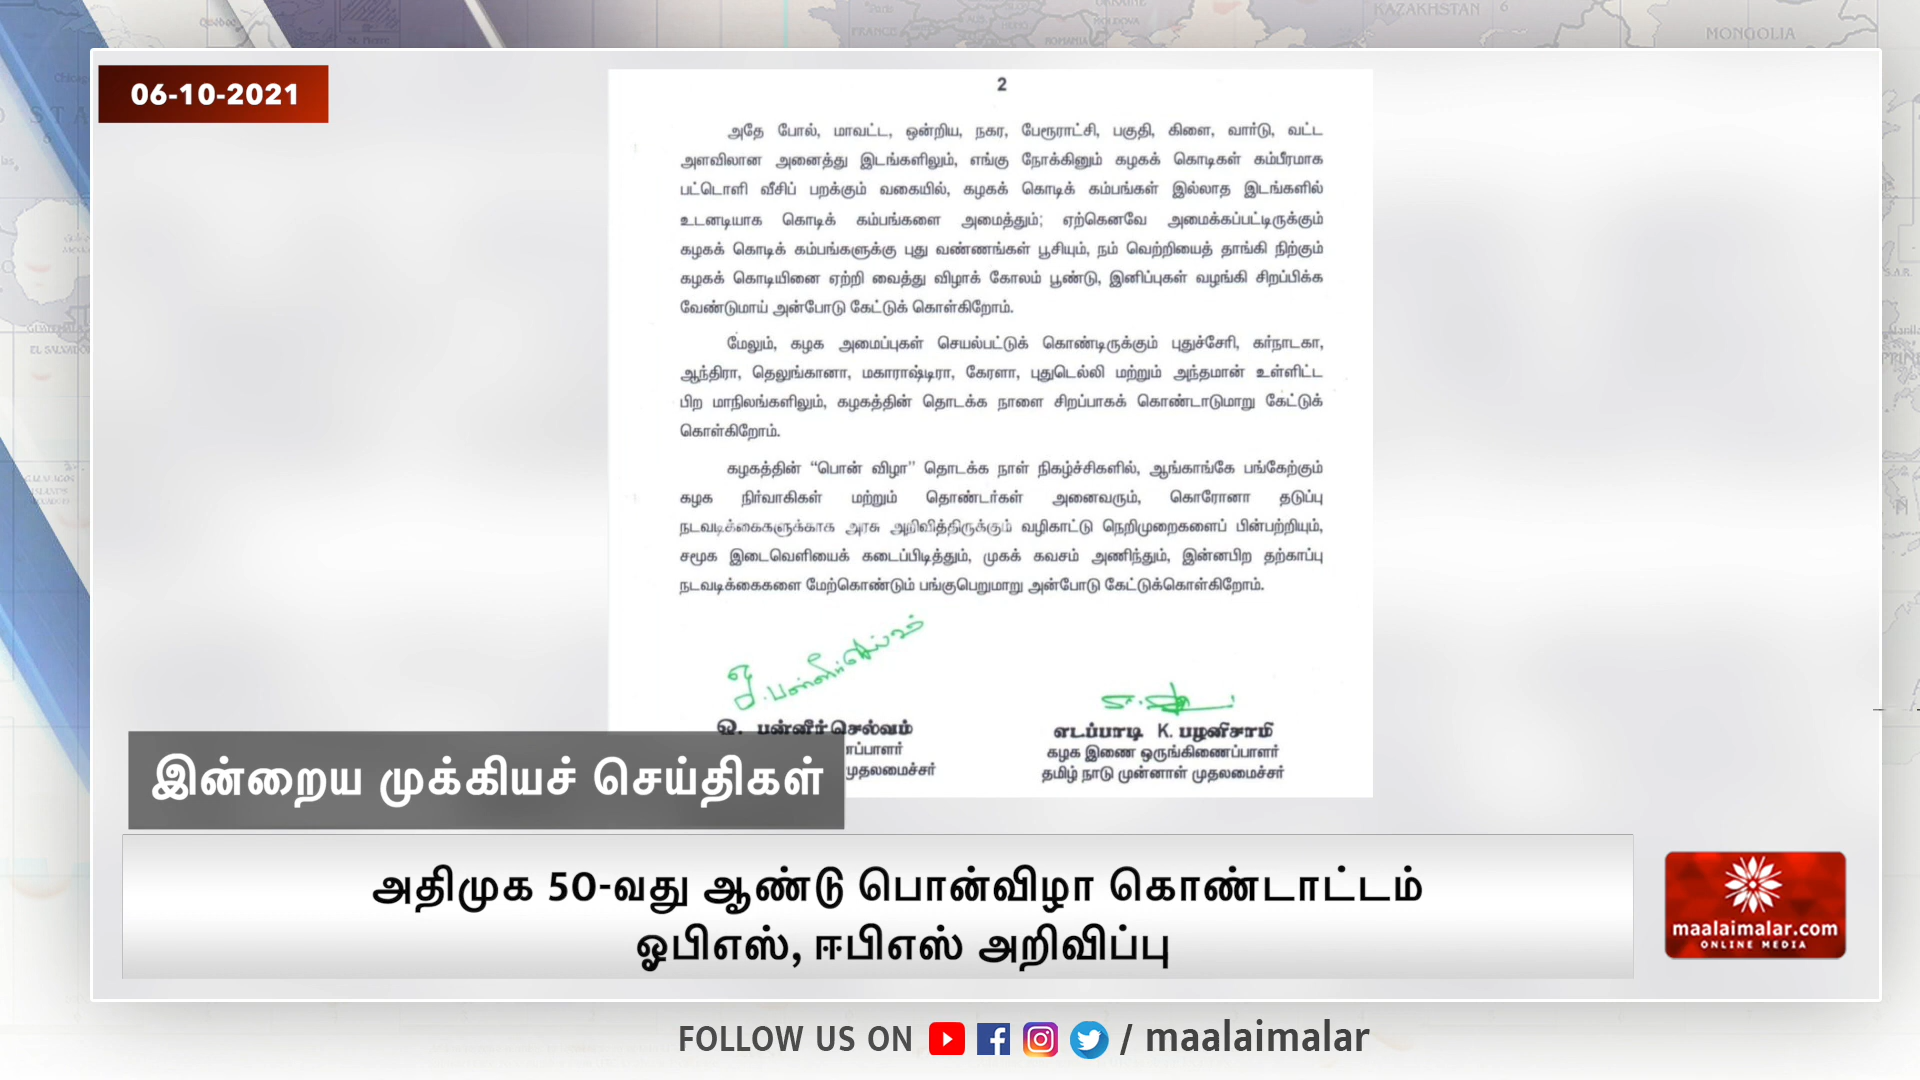 06-10-2021
2
அதே போல், மாவட்ட, ஒன்றிய, நகர, பேரூராட்சி, பகுதி, கிளை, வார்டு, வட்ட
அளவிலான அனைத்து இடங்களிலும், எங்கு நோக்கினும் கழகக் கொடிகள் கம்பீரமாக
பட்டொளி வீசிப் பறக்கும் வகையில், கழகக் கொடிக் கம்பங்கள் இல்லாத இடங்களில்
உடனடியாக கொடிக் கம்பங்களை அமைத்தும்; ஏற்கெனவே அமைக்கப்பட்டிருக்கும்
கழகக் கொடிக் கம்பங்களுக்கு புது வண்ணங்கள் பூசியும், நம் வெற்றியைத் தாங்கி நிற்கும்
கழகக் கொடியினை ஏற்றி வைத்து விழாக் கோலம் பூண்டு, இனிப்புகள் வழங்கி சிறப்பிக்க
வேண்டுமாய் அன்போடு கேட்டுக் கொள்கிறோம்.
மேலும், கழக அமைப்புகள் செயல்பட்டுக் கொண்டிருக்கும் புதுச்சேரி, கர்நாடகா,
ஆந்திரா, தெலுங்கானா, மகாராஷ்டிரா, கேரளா, புதுடெல்லி மற்றும் அந்தமான் உள்ளிட்ட
பிற மாநிலங்களிலும், கழகத்தின் தொடக்க நாளை சிறப்பாகக் கொண்டாடுமாறு கேட்டுக்
கொள்கிறோம்.
கழகத்தின் “பொன் விழா” தொடக்க நாள் நிகழ்ச்சிகளில், ஆங்காங்கே பங்கேற்கும்
கழக நிர்வாகிகள் மற்றும் தொண்டர்கள் அனைவரும், கொரோனா தடுப்பு
நடவடிக்கைகளுக்காக அரசு அறிவித்திருக்கும் வழிகாட்டு நெறிமுறைகளைப் பின்பற்றியும்,
சமூக இடைவெளியைக் கடைப்பிடித்தும், முகக் கவசம் அணிந்தும், இன்னபிற தற்காப்பு
நடவடிக்கைகளை மேற்கொண்டும் பங்குபெறுமாறு அன்போடு கேட்டுக்கொள்கிறோம்.
ஓ. பன்னீர்செல்வம்
ஓ. பன்னீர்செல்வம் எடப்பாடி K. பழனிசாமி
ளைப்பாளர் கழக இணை ஒருங்கிணைப்பாளர்
முதலமைச்சர் தமிழ் நாடு முன்னாள் முதலமைச்சர்
இன்றைய முக்கியச் செய்திகள்
அதிமுக 50-வது ஆண்டு பொன்விழா கொண்டாட்டம்
ஓபிஎஸ், ஈபிஎஸ் அறிவிப்பு
maalaimalar.com
ONLINE MEDIA
FOLLOW US ON / maalaimalar